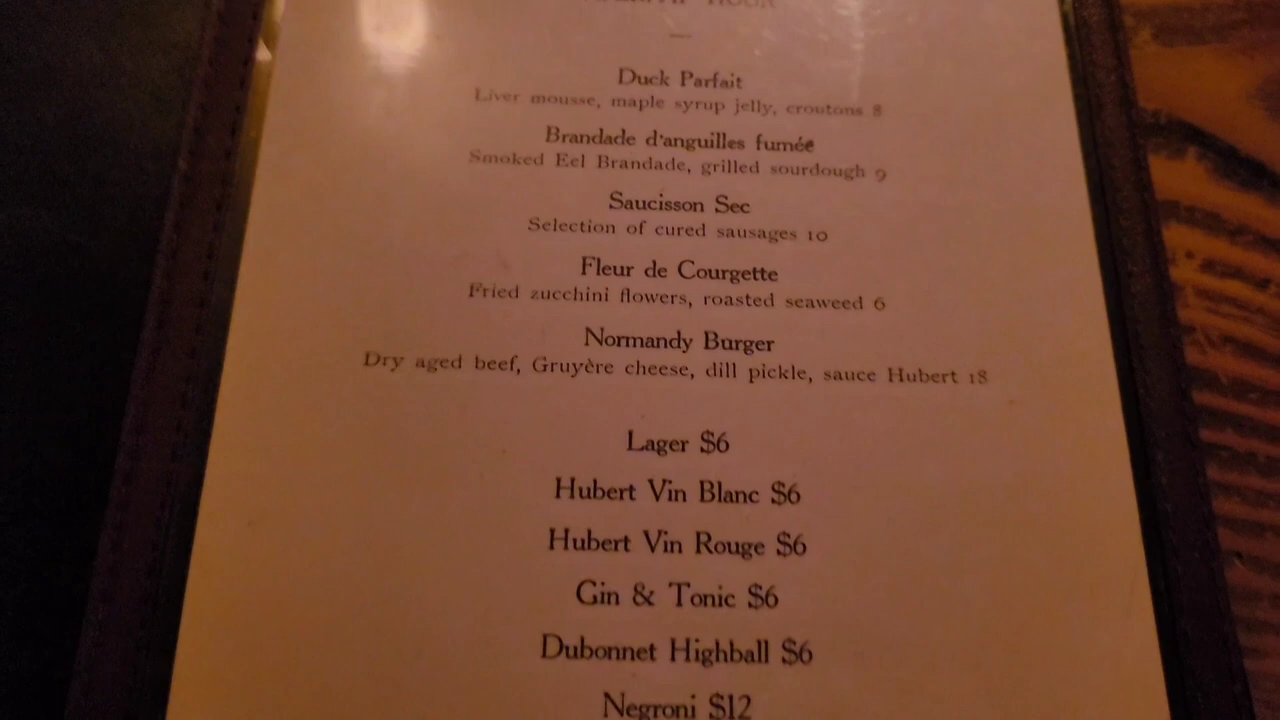 HOUR
Duck Parfait
Liver mousse, maple syrup jelly, croutons 8
Brandade d'anguilles fumée
Smoked Eel Brandade, grilled sourdough 9
Saucisson Sec
Selection of cured sausages 10
Fleur de Courgette
Fried zucchini flowers, roasted seaweed 6
Normandy Burger
Dry aged beef, Gruyère cheese, dill pickle, sauce Hubert 18
Lager $6
Hubert Vin Blanc $6
Hubert Vin Rouge $6
Gin & Tonic $6
Dubonnet Highball $6
Negroni $12